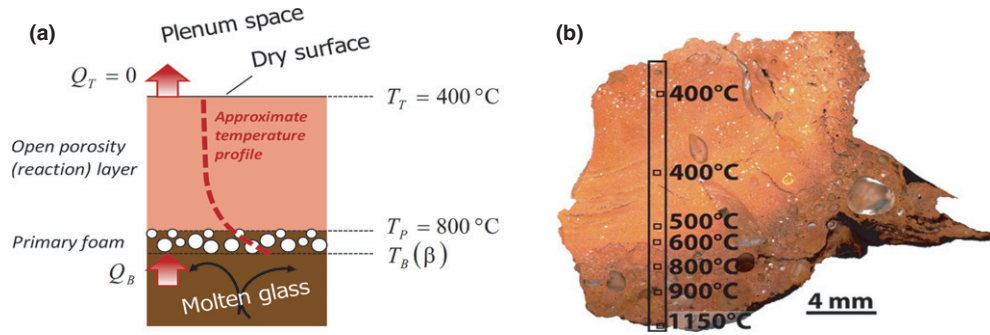 (a)
Plenum space
Dry surface
Q_T = 0
T_T = 400 °C
Approximate
temperature
profile
Open porosity
(reaction) layer
T_P = 800 °C
Primary foam
T_B (β)
Q_B
Molten glass
(b)
400°C
400°C
500°C
600°C
800°C
900°C
1150°C
4 mm